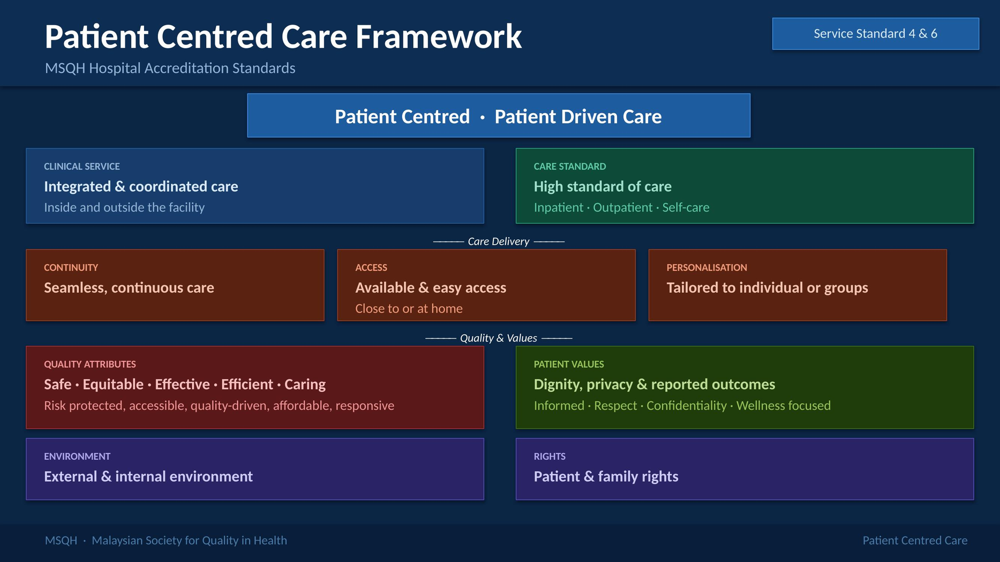 Patient Centred Care Framework
MSQH Hospital Accreditation Standards
Service Standard 4 & 6
Patient Centred · Patient Driven Care
CLINICAL SERVICE
Integrated & coordinated care
Inside and outside the facility
CARE STANDARD
High standard of care
Inpatient · Outpatient · Self-care
Care Delivery
CONTINUITY
Seamless, continuous care
ACCESS
Available & easy access
Close to or at home
PERSONALISATION
Tailored to individual or groups
Quality & Values
QUALITY ATTRIBUTES
Safe · Equitable · Effective · Efficient · Caring
Risk protected, accessible, quality-driven, affordable, responsive
PATIENT VALUES
Dignity, privacy & reported outcomes
Informed · Respect · Confidentiality · Wellness focused
ENVIRONMENT
External & internal environment
RIGHTS
Patient & family rights
MSQH · Malaysian Society for Quality in Health
Patient Centred Care